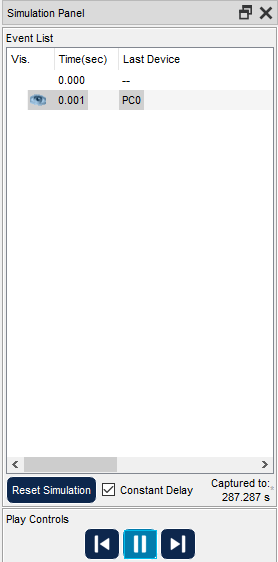 Simulation Panel
Event List
Vis. Time(sec) Last Device
0.000 --
0.001 PC0
Reset Simulation Constant Delay Captured to:
287.287 s
Play Controls